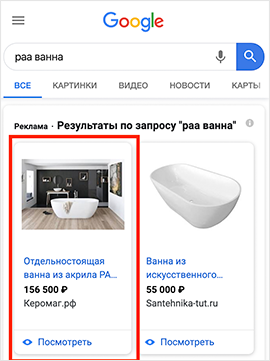 Google
раа ванна
ВСЕ КАРТИНКИ ВИДЕО НОВОСТИ КАРТЫ
Реклама · Результаты по запросу "раа ванна"
Отдельностоящая
ванна из акрила PA...
156 500 ₽
Керомаг.рф
Посмотреть
Ванна из
искусственного...
55 000 ₽
Santehnika-tut.ru
Посмотреть